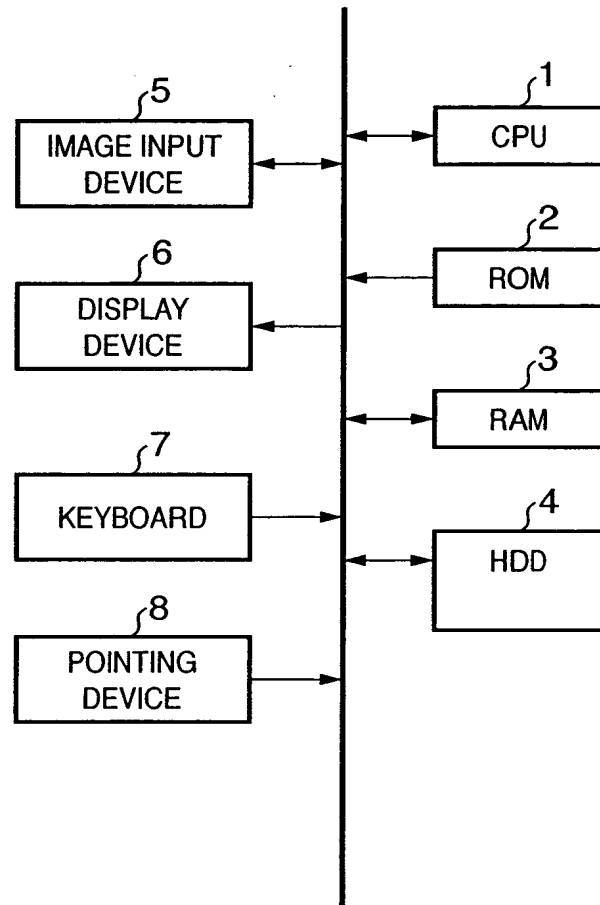 5
IMAGE INPUT
DEVICE
6
DISPLAY
DEVICE
7
KEYBOARD
8
POINTING
DEVICE
1
CPU
2
ROM
3
RAM
4
HDD